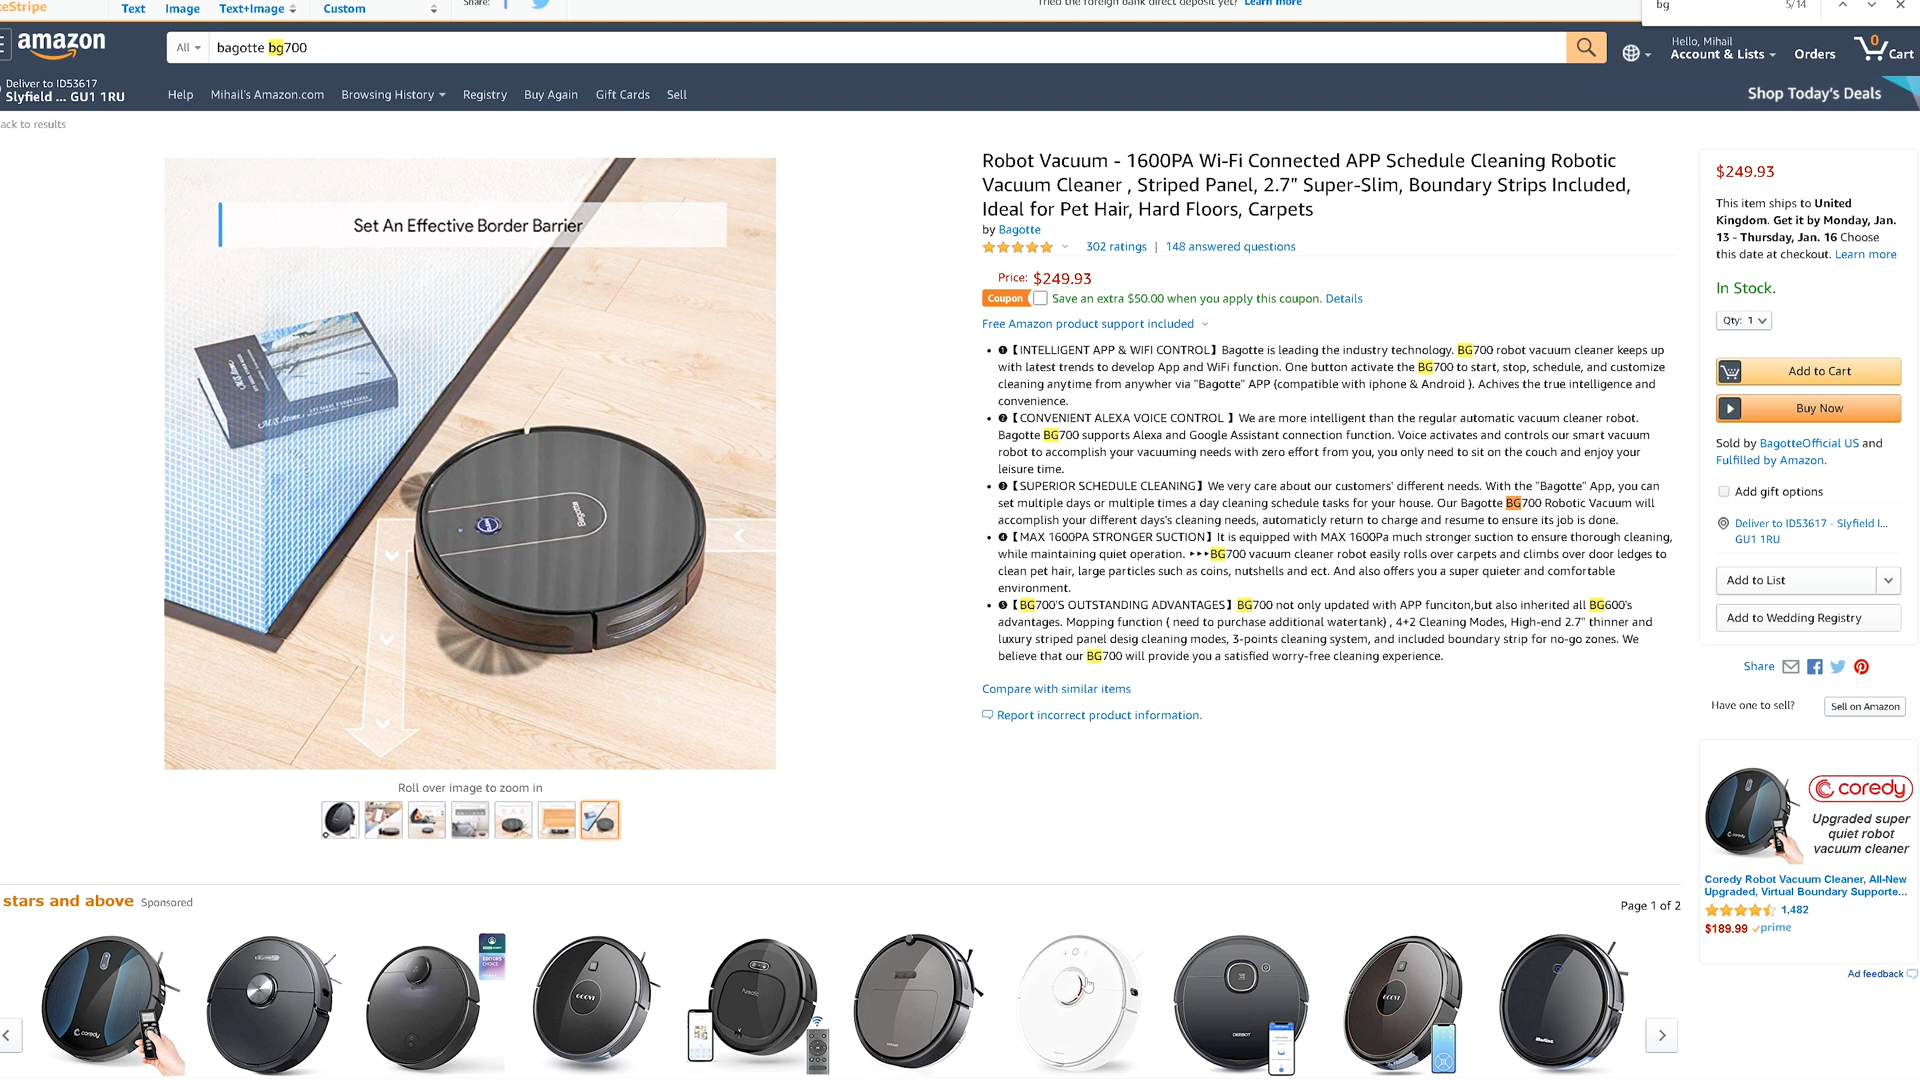 eStripe
Text Image Text+Image Custom Share:
Tried the foreign bank direct deposit yet? Learn more
bg 5/14
amazon
All bagotte bg700
Hello, Mihail
Account & Lists Orders 0 Cart
Deliver to ID53617
Slyfield ... GU1 1RU
Help Mihail's Amazon.com Browsing History Registry Buy Again Gift Cards Sell
Shop Today's Deals
ack to results
Set An Effective Border Barrier
Bagotte
Roll over image to zoom in
Robot Vacuum - 1600PA Wi-Fi Connected APP Schedule Cleaning Robotic
Vacuum Cleaner , Striped Panel, 2.7" Super-Slim, Boundary Strips Included,
Ideal for Pet Hair, Hard Floors, Carpets
by Bagotte
302 ratings | 148 answered questions
Price: $249.93
Coupon Save an extra $50.00 when you apply this coupon. Details
Free Amazon product support included
• ❶【INTELLIGENT APP & WIFI CONTROL】Bagotte is leading the industry technology. BG700 robot vacuum cleaner keeps up
with latest trends to develop App and WiFi function. One button activate the BG700 to start, stop, schedule, and customize
cleaning anytime from anywher via "Bagotte" APP (compatible with iphone & Android ). Achives the true intelligence and
convenience.
• ❷【CONVENIENT ALEXA VOICE CONTROL 】We are more intelligent than the regular automatic vacuum cleaner robot.
Bagotte BG700 supports Alexa and Google Assistant connection function. Voice activates and controls our smart vacuum
robot to accomplish your vacuuming needs with zero effort from you, you only need to sit on the couch and enjoy your
leisure time.
• ❸【SUPERIOR SCHEDULE CLEANING】We very care about our customers' different needs. With the "Bagotte" App, you can
set multiple days or multiple times a day cleaning schedule tasks for your house. Our Bagotte BG700 Robotic Vacuum will
accomplish your different days's cleaning needs, automaticly return to charge and resume to ensure its job is done.
• ❹【MAX 1600PA STRONGER SUCTION】It is equipped with MAX 1600Pa much stronger suction to ensure thorough cleaning,
while maintaining quiet operation. ►►►BG700 vacuum cleaner robot easily rolls over carpets and climbs over door ledges to
clean pet hair, large particles such as coins, nutshells and ect. And also offers you a super quieter and comfortable
environment.
• ❺【BG700'S OUTSTANDING ADVANTAGES】BG700 not only updated with APP funciton,but also inherited all BG600's
advantages. Mopping function ( need to purchase additional watertank) , 4+2 Cleaning Modes, High-end 2.7" thinner and
luxury striped panel desig cleaning modes, 3-points cleaning system, and included boundary strip for no-go zones. We
believe that our BG700 will provide you a satisfied worry-free cleaning experience.
Compare with similar items
Report incorrect product information.
$249.93
This item ships to United
Kingdom. Get it by Monday, Jan.
13 - Thursday, Jan. 16 Choose
this date at checkout. Learn more
In Stock.
Qty: 1
Add to Cart
Buy Now
Sold by BagotteOfficial US and
Fulfilled by Amazon.
Add gift options
Deliver to ID53617 - Slyfield I...
GU1 1RU
Add to List
Add to Wedding Registry
Share
Have one to sell? Sell on Amazon
coredy
Upgraded super
quiet robot
vacuum cleaner
Coredy Robot Vacuum Cleaner, All-New
Upgraded, Virtual Boundary Supporte...
1,482
$189.99 prime
Ad feedback
stars and above Sponsored
Page 1 of 2
coredy
GOOVI
DEEBOT
GOOVI